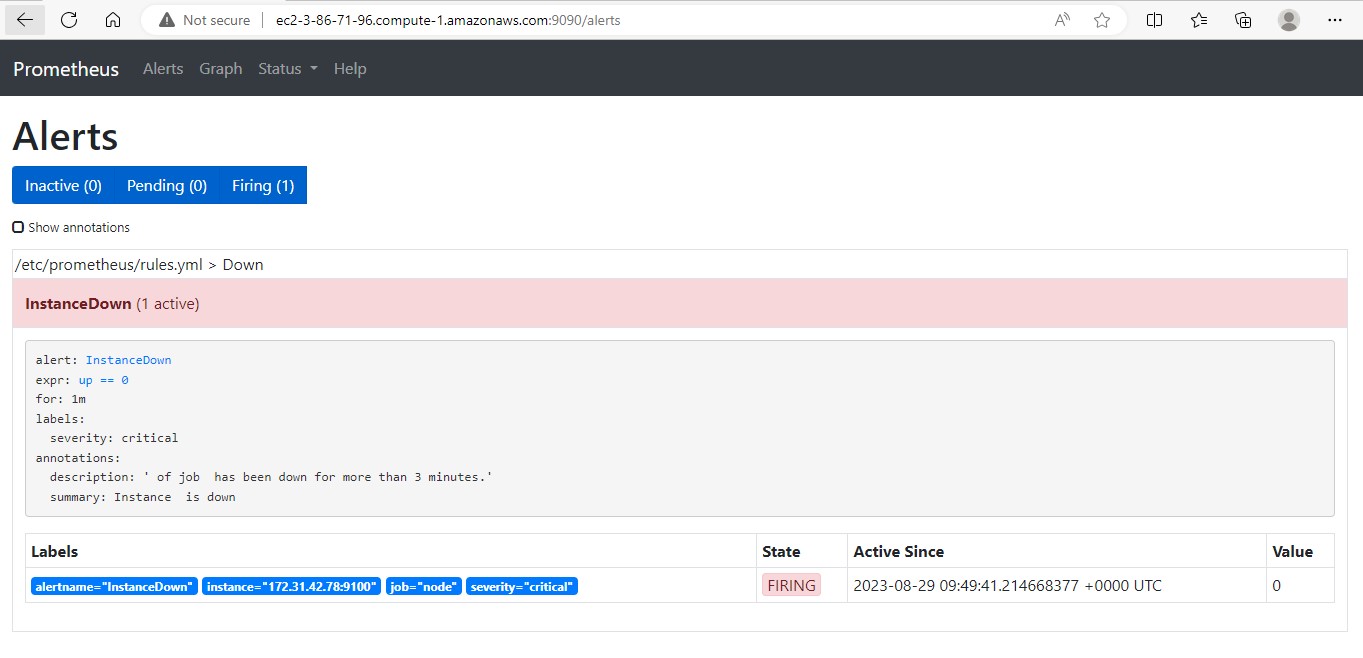 Not secure ec2-3-86-71-96.compute-1.amazonaws.com:9090/alerts
Prometheus Alerts Graph Status Help
Alerts
Inactive (0) Pending (0) Firing (1)
Show annotations
/etc/prometheus/rules.yml > Down
InstanceDown (1 active)
alert: InstanceDown
expr: up == 0
for: 1m
labels:
  severity: critical
annotations:
  description: ' of job  has been down for more than 3 minutes.'
  summary: Instance  is down
Labels State Active Since Value
alertname="InstanceDown" instance="172.31.42.78:9100" job="node" severity="critical" FIRING 2023-08-29 09:49:41.214668377 +0000 UTC 0